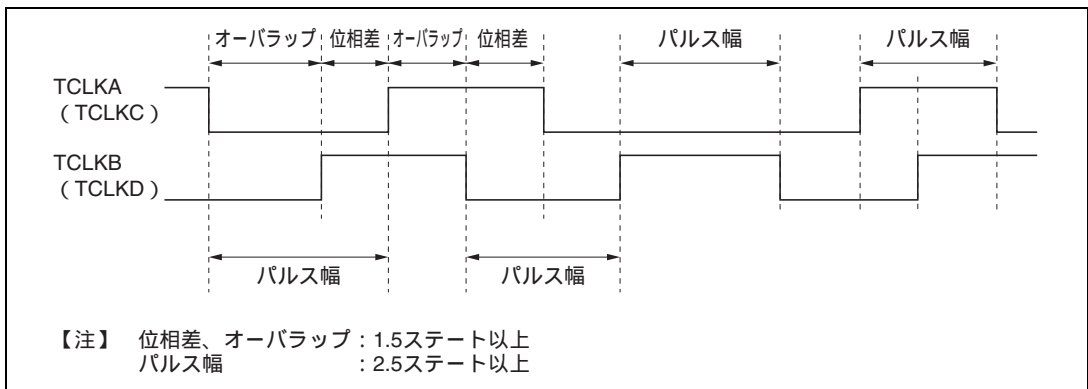 オーバラップ 位相差 オーバラップ 位相差 パルス幅 パルス幅
TCLKA
（TCLKC）
TCLKB
（TCLKD）
パルス幅 パルス幅
【注】 位相差、オーバラップ：1.5ステート以上
パルス幅 ：2.5ステート以上